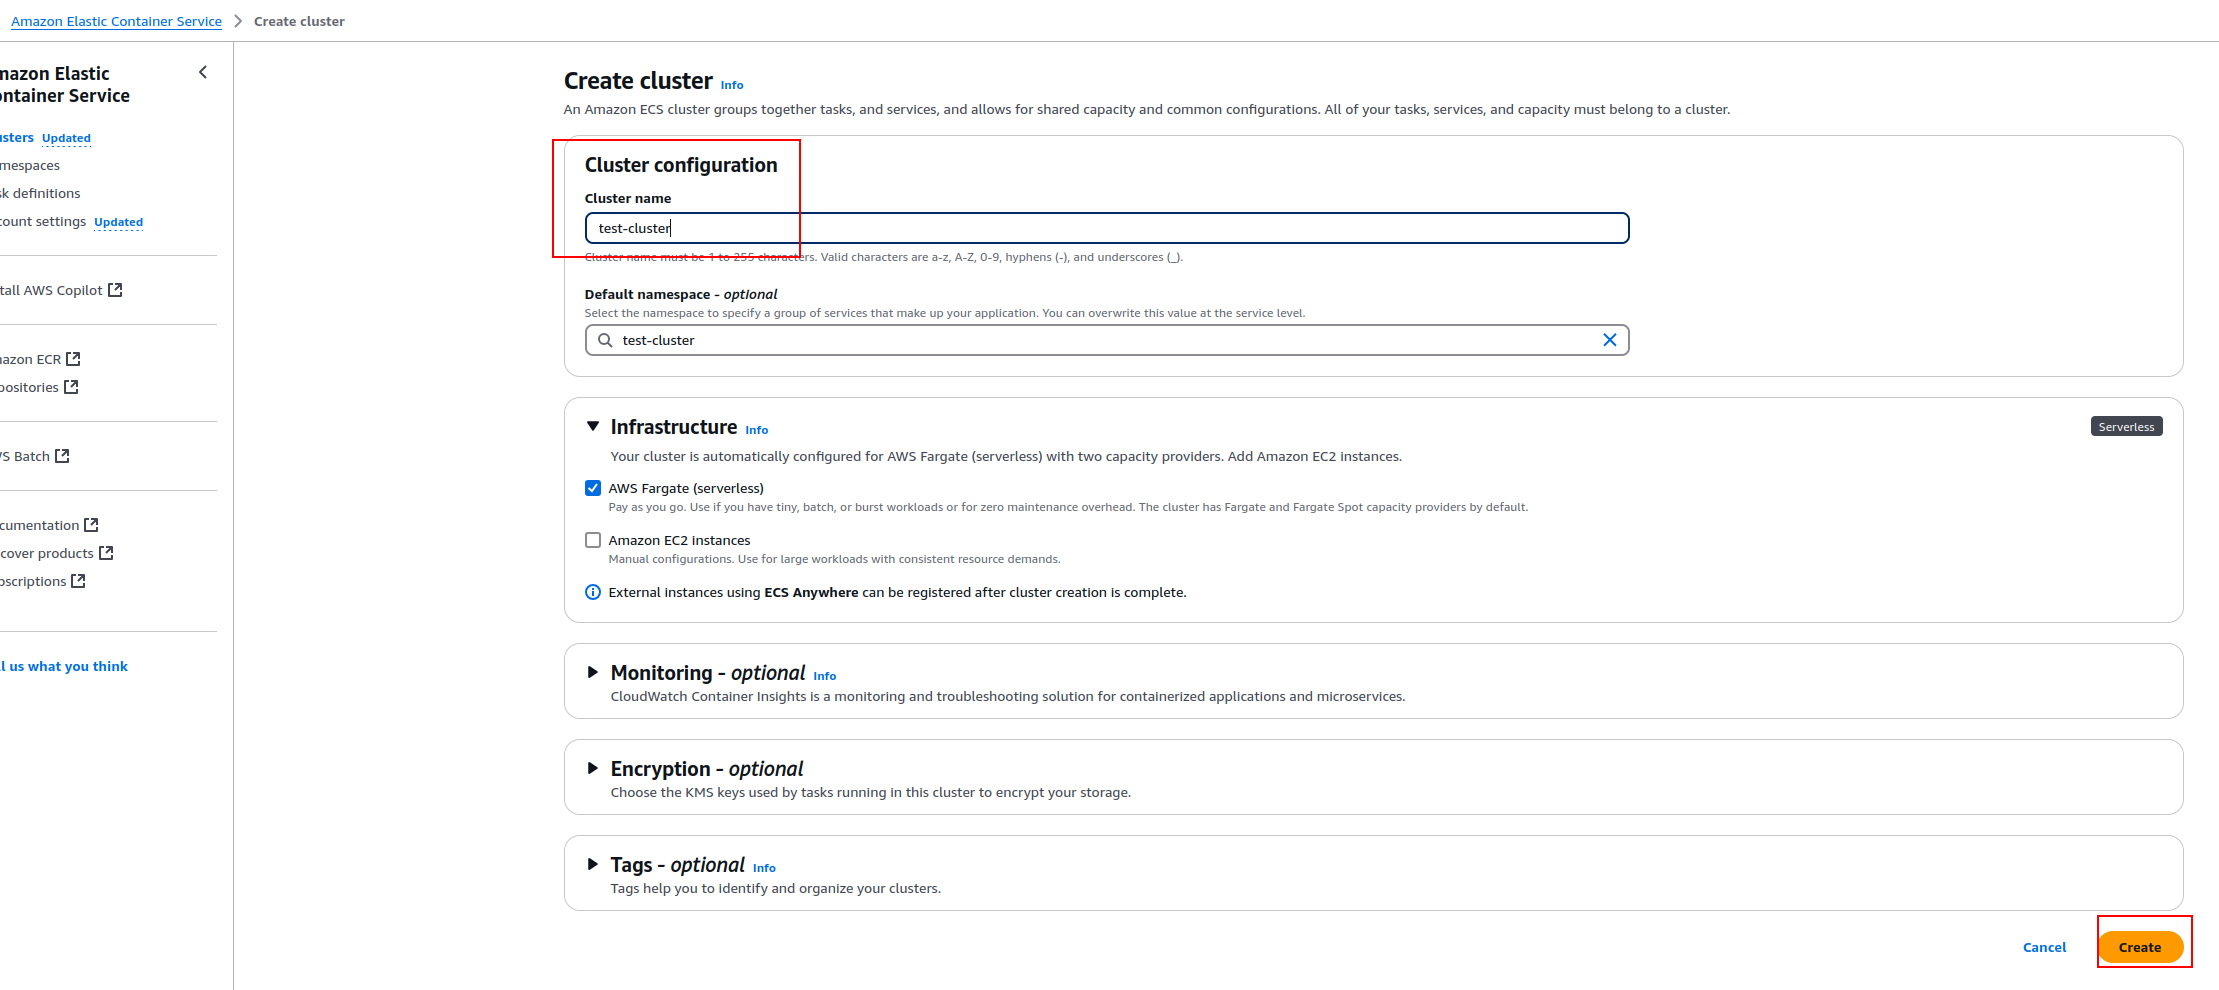 Amazon Elastic Container Service > Create cluster
mazon Elastic
ontainer Service
usters Updated
mespaces
sk definitions
count settings Updated
tall AWS Copilot
nazon ECR
positories
/S Batch
cumentation
cover products
bscriptions
ll us what you think
Create cluster Info
An Amazon ECS cluster groups together tasks, and services, and allows for shared capacity and common configurations. All of your tasks, services, and capacity must belong to a cluster.
Cluster configuration
Cluster name
test-cluster
Cluster name must be 1 to 255 characters. Valid characters are a-z, A-Z, 0-9, hyphens (-), and underscores (_).
Default namespace - optional
Select the namespace to specify a group of services that make up your application. You can overwrite this value at the service level.
test-cluster
Infrastructure Info
Serverless
Your cluster is automatically configured for AWS Fargate (serverless) with two capacity providers. Add Amazon EC2 instances.
AWS Fargate (serverless)
Pay as you go. Use if you have tiny, batch, or burst workloads or for zero maintenance overhead. The cluster has Fargate and Fargate Spot capacity providers by default.
Amazon EC2 instances
Manual configurations. Use for large workloads with consistent resource demands.
External instances using ECS Anywhere can be registered after cluster creation is complete.
Monitoring - optional Info
CloudWatch Container Insights is a monitoring and troubleshooting solution for containerized applications and microservices.
Encryption - optional
Choose the KMS keys used by tasks running in this cluster to encrypt your storage.
Tags - optional Info
Tags help you to identify and organize your clusters.
Cancel
Create